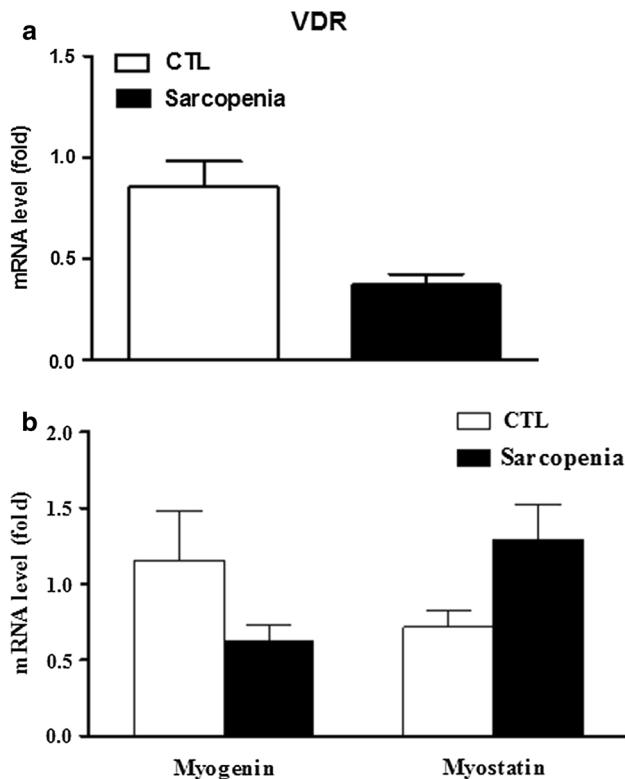 a
VDR
1.5
1.0
0.5
0.0
mRNA level (fold)
CTL
Sarcopenia
b
2.0
1.5
1.0
0.5
0.0
mRNA level (fold)
CTL
Sarcopenia
Myogenin Myostatin